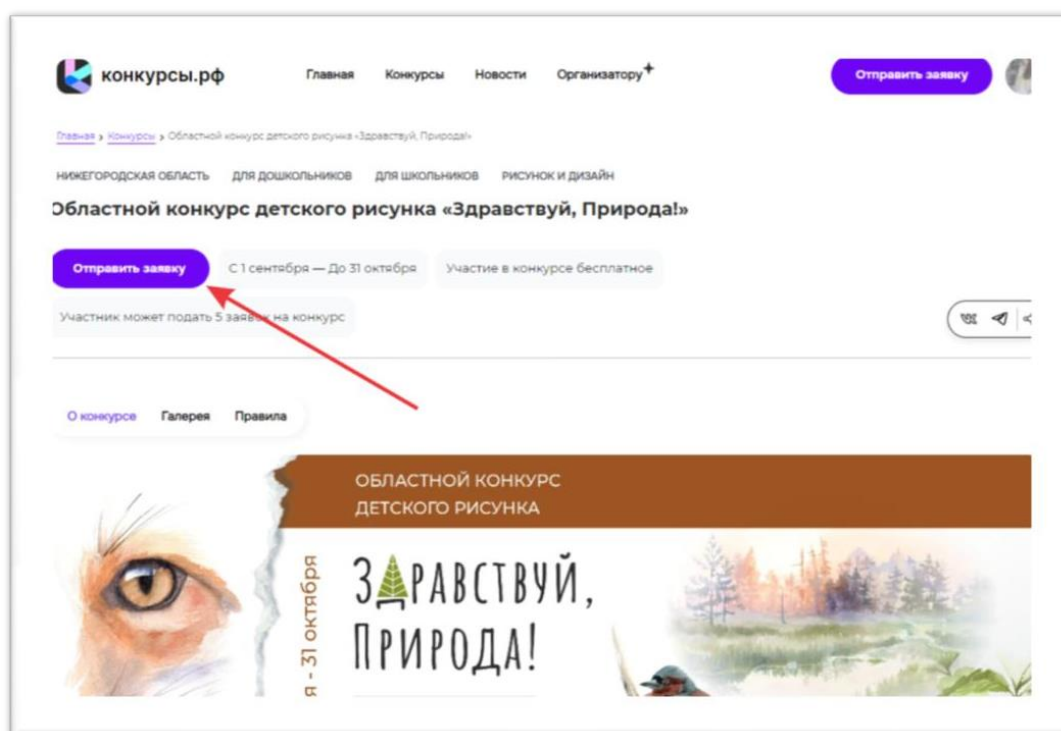 конкурсы.рф Главная Конкурсы Новости Организатору Отправить заявку
Главная › Конкурсы › Областной конкурс детского рисунка «Здравствуй, Природа!»
НИЖЕГОРОДСКАЯ ОБЛАСТЬ ДЛЯ ДОШКОЛЬНИКОВ ДЛЯ ШКОЛЬНИКОВ РИСУНОК И ДИЗАЙН
Областной конкурс детского рисунка «Здравствуй, Природа!»
Отправить заявку С 1 сентября — До 31 октября Участие в конкурсе бесплатное
Участник может подать 5 заявок на конкурс
О конкурсе Галерея Правила
ОБЛАСТНОЙ КОНКУРС
ДЕТСКОГО РИСУНКА
ЗДРАВСТВУЙ,
ПРИРОДА!
я - 31 октября